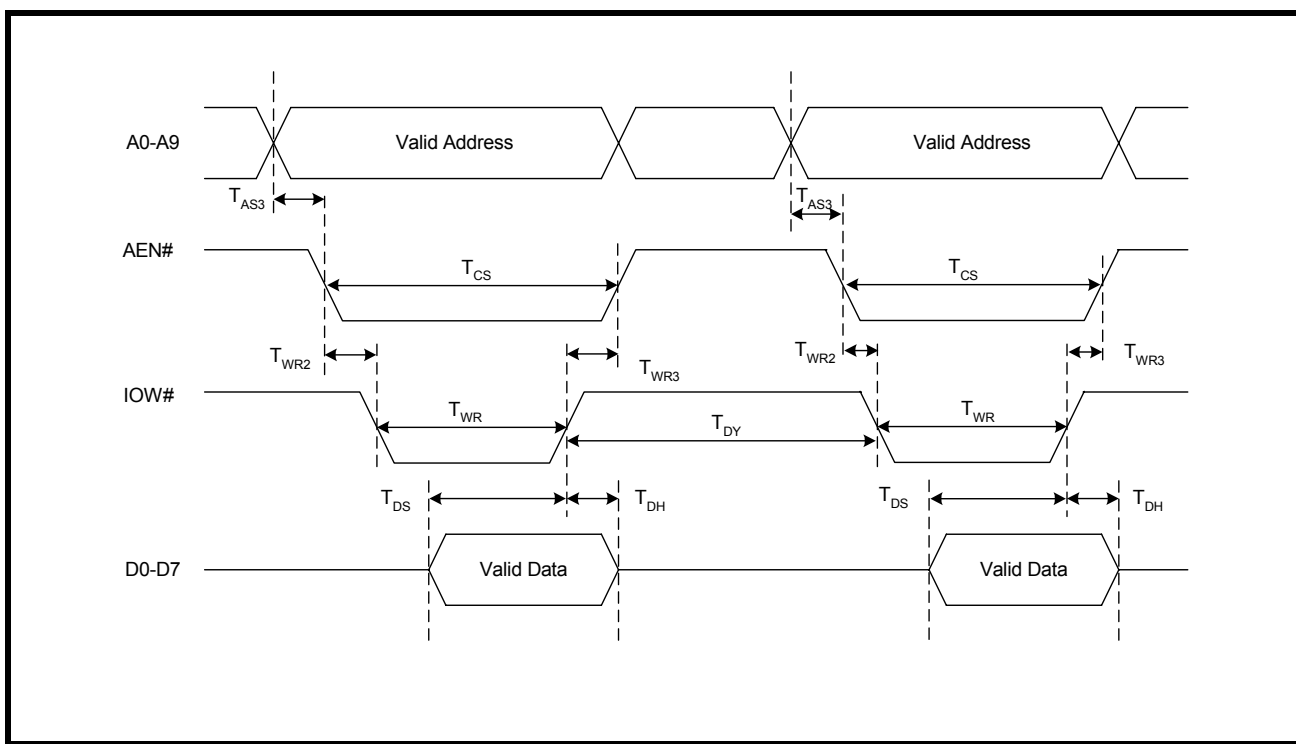 A0-A9
Valid Address
Valid Address
TAS3
TAS3
AEN#
TCS
TCS
TWR2
TWR3
TWR2
TWR3
IOW#
TWR
TDY
TWR
TDS
TDH
TDS
TDH
D0-D7
Valid Data
Valid Data